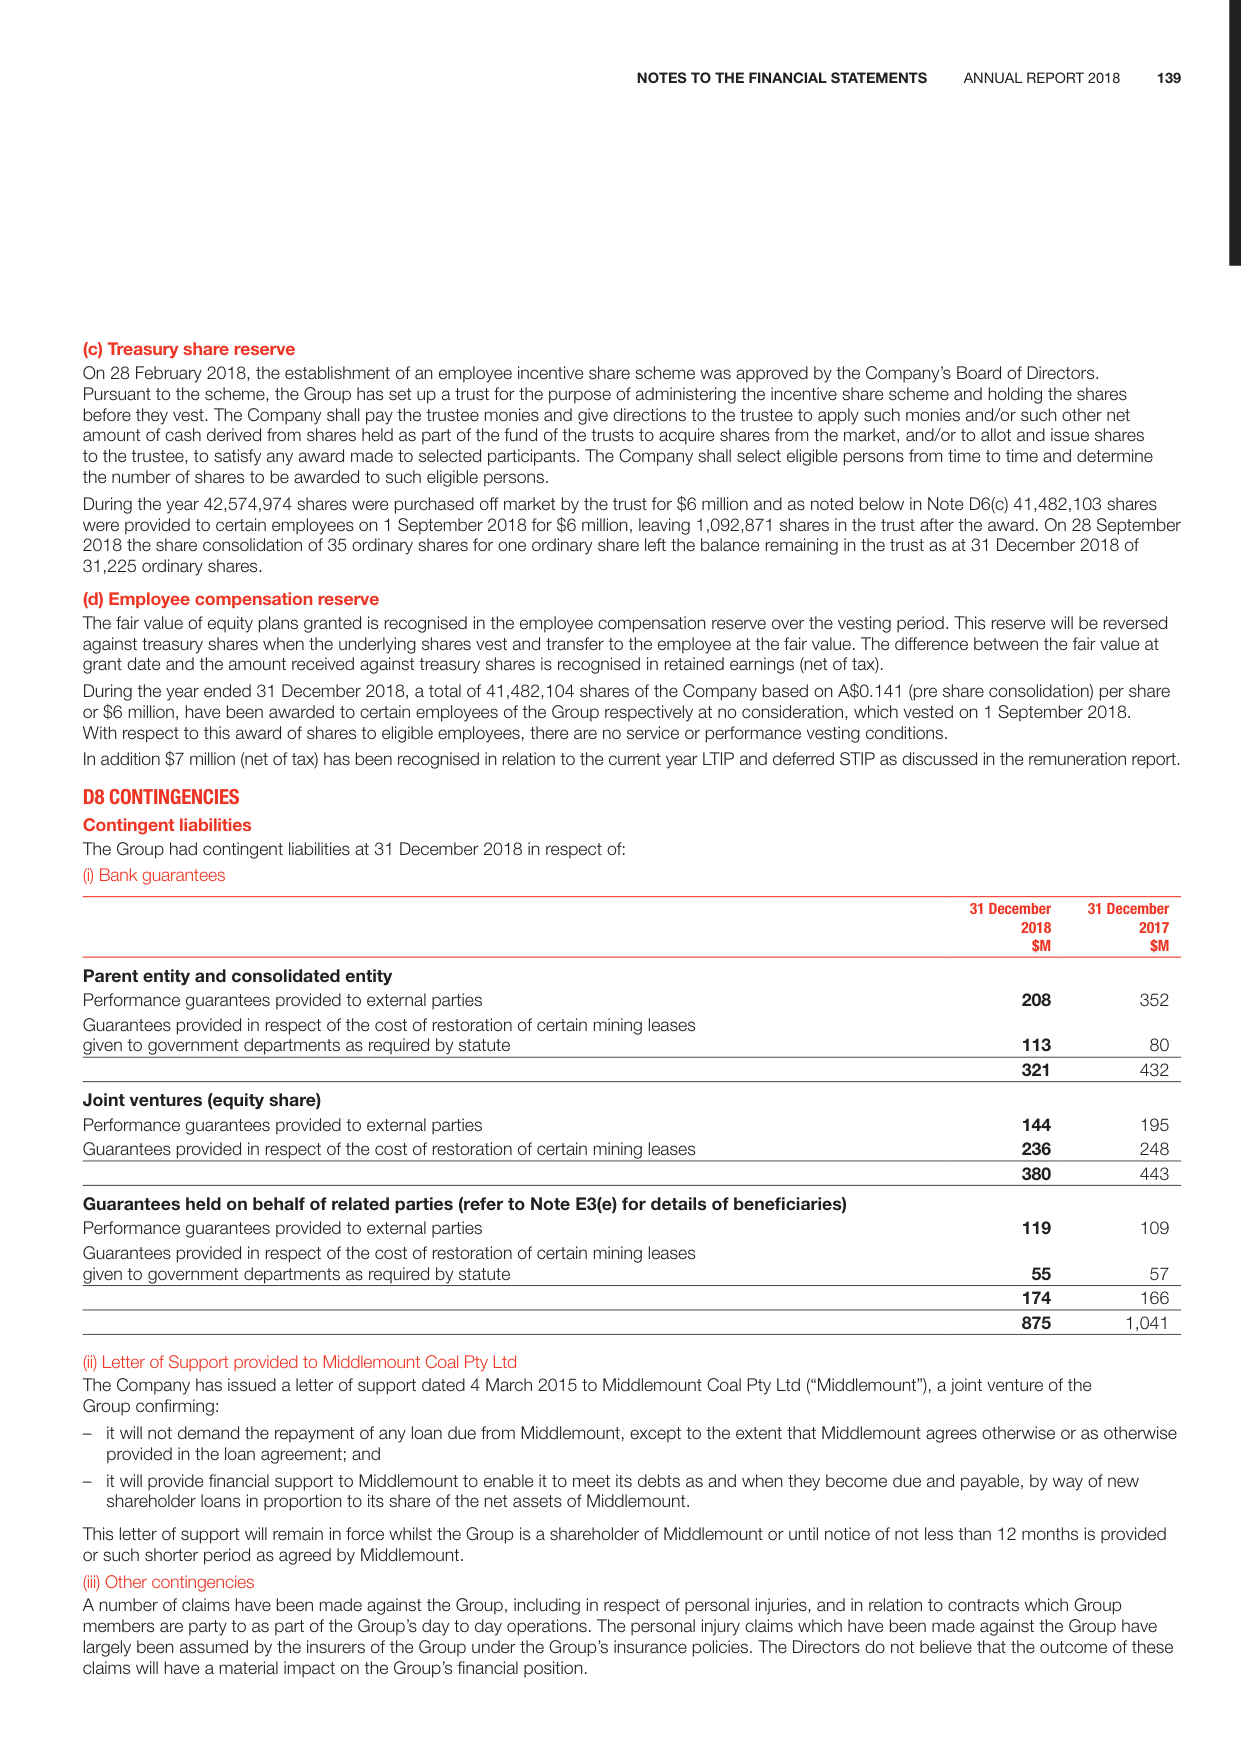 NOTES TO THE FINANCIAL STATEMENTS ANNUAL REPORT 2018 139
(c) Treasury share reserve
On 28 February 2018, the establishment of an employee incentive share scheme was approved by the Company's Board of Directors.
Pursuant to the scheme, the Group has set up a trust for the purpose of administering the incentive share scheme and holding the shares
before they vest. The Company shall pay the trustee monies and give directions to the trustee to apply such monies and/or such other net
amount of cash derived from shares held as part of the fund of the trusts to acquire shares from the market, and/or to allot and issue shares
to the trustee, to satisfy any award made to selected participants. The Company shall select eligible persons from time to time and determine
the number of shares to be awarded to such eligible persons.
During the year 42,574,974 shares were purchased off market by the trust for $6 million and as noted below in Note D6(c) 41,482,103 shares
were provided to certain employees on 1 September 2018 for $6 million, leaving 1,092,871 shares in the trust after the award. On 28 September
2018 the share consolidation of 35 ordinary shares for one ordinary share left the balance remaining in the trust as at 31 December 2018 of
31,225 ordinary shares.
(d) Employee compensation reserve
The fair value of equity plans granted is recognised in the employee compensation reserve over the vesting period. This reserve will be reversed
against treasury shares when the underlying shares vest and transfer to the employee at the fair value. The difference between the fair value at
grant date and the amount received against treasury shares is recognised in retained earnings (net of tax).
During the year ended 31 December 2018, a total of 41,482,104 shares of the Company based on A$0.141 (pre share consolidation) per share
or $6 million, have been awarded to certain employees of the Group respectively at no consideration, which vested on 1 September 2018.
With respect to this award of shares to eligible employees, there are no service or performance vesting conditions.
In addition $7 million (net of tax) has been recognised in relation to the current year LTIP and deferred STIP as discussed in the remuneration report.
D8 CONTINGENCIES
Contingent liabilities
The Group had contingent liabilities at 31 December 2018 in respect of:
(i) Bank guarantees
31 December 31 December
2018 2017
$M $M
Parent entity and consolidated entity
Performance guarantees provided to external parties 208 352
Guarantees provided in respect of the cost of restoration of certain mining leases
given to government departments as required by statute 113 80
321 432
Joint ventures (equity share)
Performance guarantees provided to external parties 144 195
Guarantees provided in respect of the cost of restoration of certain mining leases 236 248
380 443
Guarantees held on behalf of related parties (refer to Note E3(e) for details of beneficiaries)
Performance guarantees provided to external parties 119 109
Guarantees provided in respect of the cost of restoration of certain mining leases
given to government departments as required by statute 55 57
174 166
875 1,041
(ii) Letter of Support provided to Middlemount Coal Pty Ltd
The Company has issued a letter of support dated 4 March 2015 to Middlemount Coal Pty Ltd ("Middlemount"), a joint venture of the
Group confirming:
– it will not demand the repayment of any loan due from Middlemount, except to the extent that Middlemount agrees otherwise or as otherwise
provided in the loan agreement; and
– it will provide financial support to Middlemount to enable it to meet its debts as and when they become due and payable, by way of new
shareholder loans in proportion to its share of the net assets of Middlemount.
This letter of support will remain in force whilst the Group is a shareholder of Middlemount or until notice of not less than 12 months is provided
or such shorter period as agreed by Middlemount.
(iii) Other contingencies
A number of claims have been made against the Group, including in respect of personal injuries, and in relation to contracts which Group
members are party to as part of the Group's day to day operations. The personal injury claims which have been made against the Group have
largely been assumed by the insurers of the Group under the Group's insurance policies. The Directors do not believe that the outcome of these
claims will have a material impact on the Group's financial position.